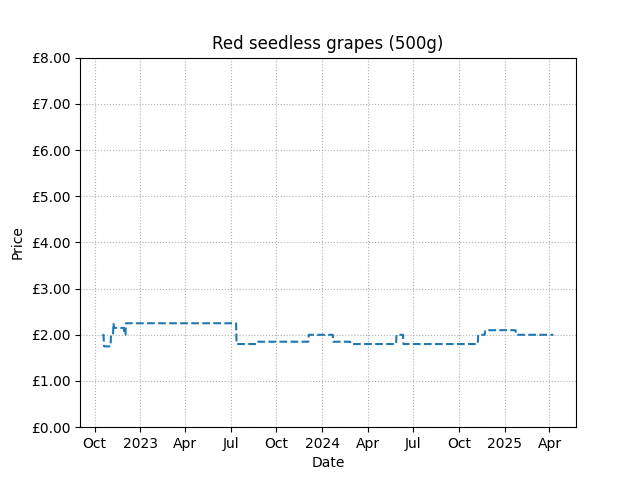 Red seedless grapes (500g)
£8.00
£7.00
£6.00
£5.00
£4.00
£3.00
£2.00
£1.00
£0.00
Price
Oct 2023 Apr Jul Oct 2024 Apr Jul Oct 2025 Apr
Date